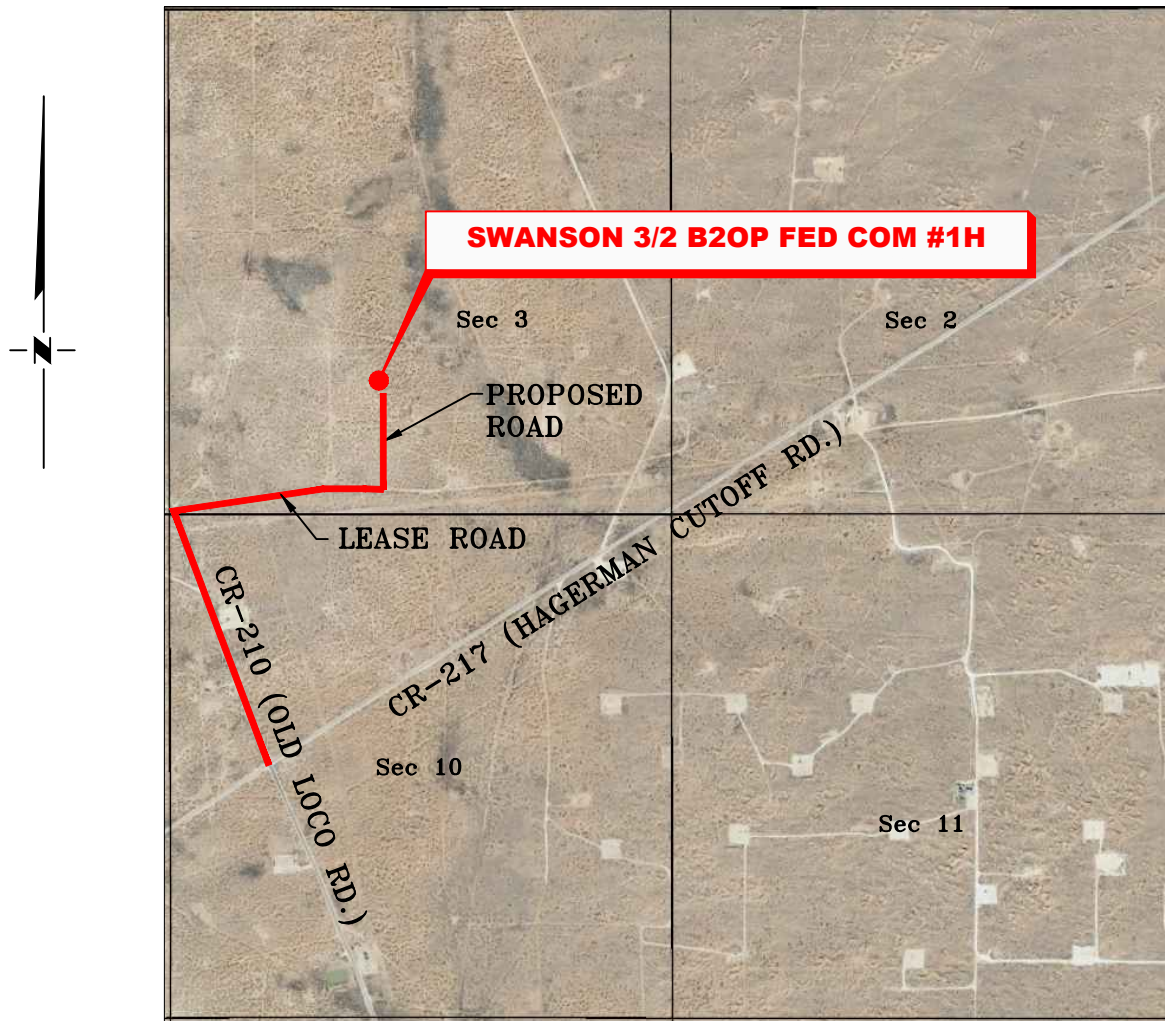 SWANSON 3/2 B2OP FED COM #1H
Sec 3
Sec 2
N
PROPOSED
ROAD
LEASE ROAD
CR-210 (OLD LOCO RD.)
CR-217 (HAGERMAN CUTOFF RD.)
Sec 10
Sec 11